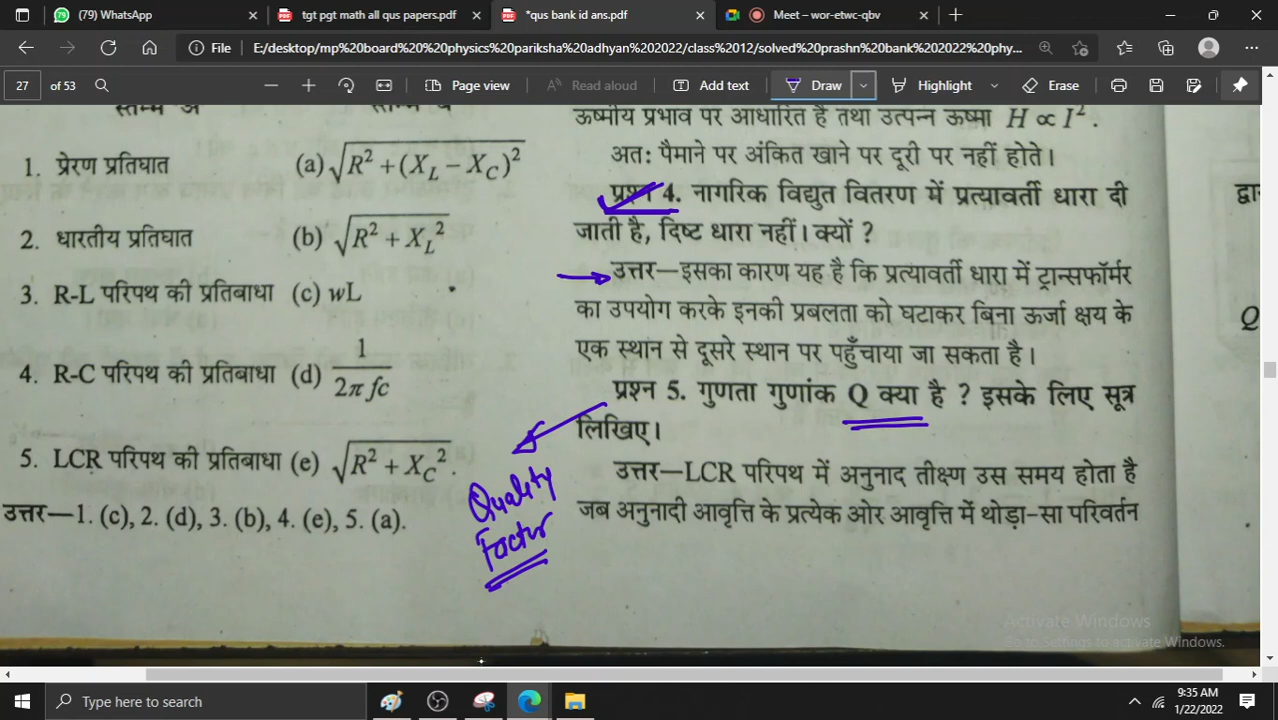 (79) WhatsApp
tgt pgt math all qus papers.pdf
*qus bank id ans.pdf
Meet – wor-etwc-qbv
File
E:/desktop/mp%20board%20%20physics%20pariksha%20adhyan%202022/class%2012/solved%20prashn%20bank%202022%20phy...
27 of 53
Page view
Read aloud
Add text
Draw
Highlight
Erase
1. प्रेरण प्रतिघात (a) √R² + (X_L – X_C)²
2. धारतीय प्रतिघात (b) √R² + X_L²
3. R-L परिपथ की प्रतिबाधा (c) wL
4. R-C परिपथ की प्रतिबाधा (d) 1/2π fc
5. LCR परिपथ की प्रतिबाधा (e) √R² + X_C².
उत्तर—1. (c), 2. (d), 3. (b), 4. (e), 5. (a).
ऊष्मीय प्रभाव पर आधारित है तथा उत्पन्न ऊष्मा H ∝ I².
अतः पैमाने पर अंकित खाने पर दूरी पर नहीं होते।
प्रश्न 4. नागरिक विद्युत वितरण में प्रत्यावर्ती धारा दी
जाती है, दिष्ट धारा नहीं। क्यों ?
उत्तर—इसका कारण यह है कि प्रत्यावर्ती धारा में ट्रान्सफॉर्मर
का उपयोग करके इनकी प्रबलता को घटाकर बिना ऊर्जा क्षय के
एक स्थान से दूसरे स्थान पर पहुँचाया जा सकता है।
प्रश्न 5. गुणता गुणांक Q क्या है ? इसके लिए सूत्र
लिखिए।
उत्तर—LCR परिपथ में अनुनाद तीक्ष्ण उस समय होता है
जब अनुनादी आवृत्ति के प्रत्येक ओर आवृत्ति में थोड़ा-सा परिवर्तन
Quality
Factor
द्वा
Q
Activate Windows
Go to Settings to activate Windows.
Type here to search
9:35 AM
1/22/2022